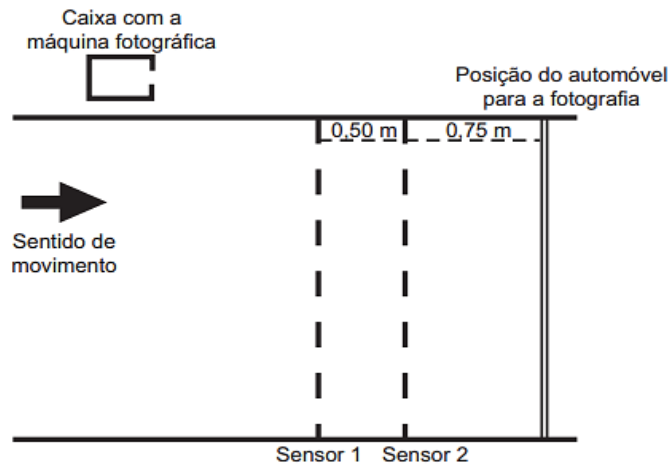 Caixa com a
máquina fotográfica
Posição do automóvel
para a fotografia
0,50 m
0,75 m
Sentido de
movimento
Sensor 1
Sensor 2